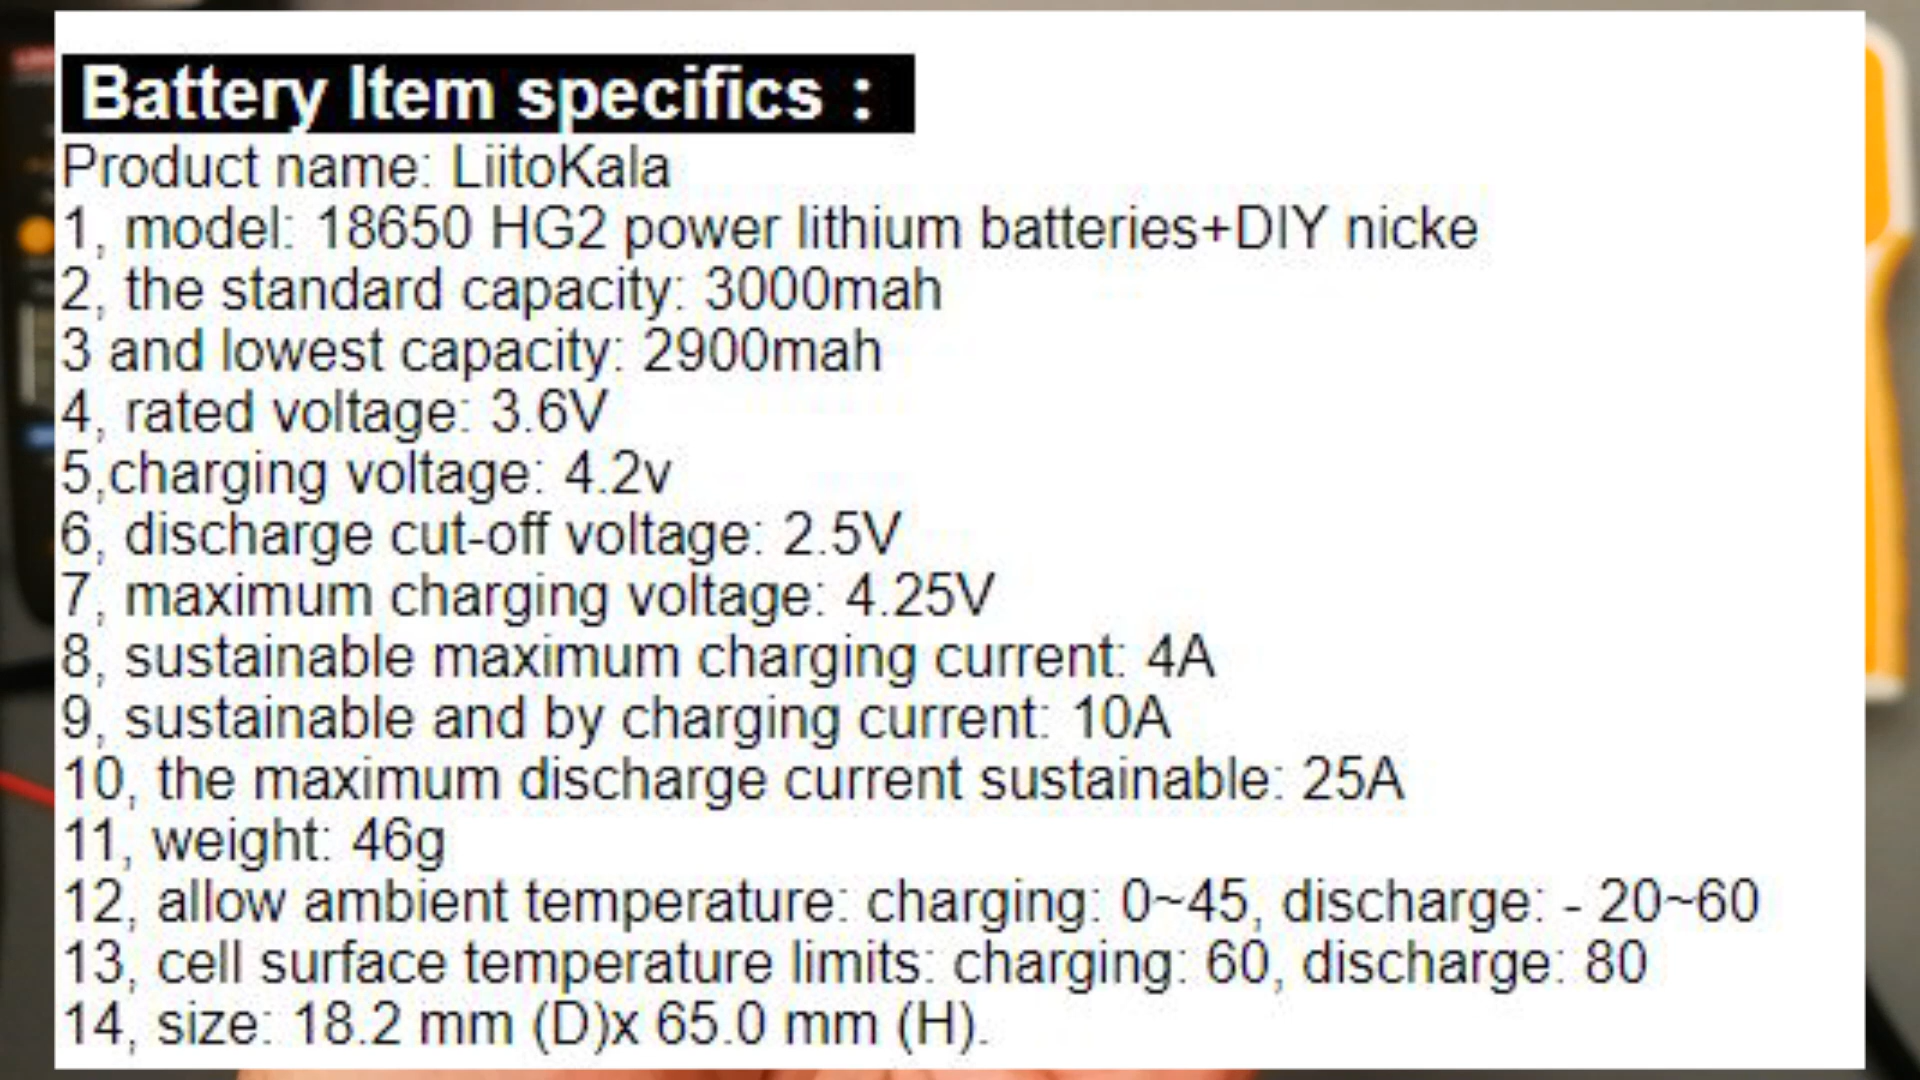 Battery Item specifics :
Product name: LiitoKala
1, model: 18650 HG2 power lithium batteries+DIY nicke
2, the standard capacity: 3000mah
3 and lowest capacity: 2900mah
4, rated voltage: 3.6V
5,charging voltage: 4.2v
6, discharge cut-off voltage: 2.5V
7, maximum charging voltage: 4.25V
8, sustainable maximum charging current: 4A
9, sustainable and by charging current: 10A
10, the maximum discharge current sustainable: 25A
11, weight: 46g
12, allow ambient temperature: charging: 0~45, discharge: - 20~60
13, cell surface temperature limits: charging: 60, discharge: 80
14, size: 18.2 mm (D)x 65.0 mm (H).